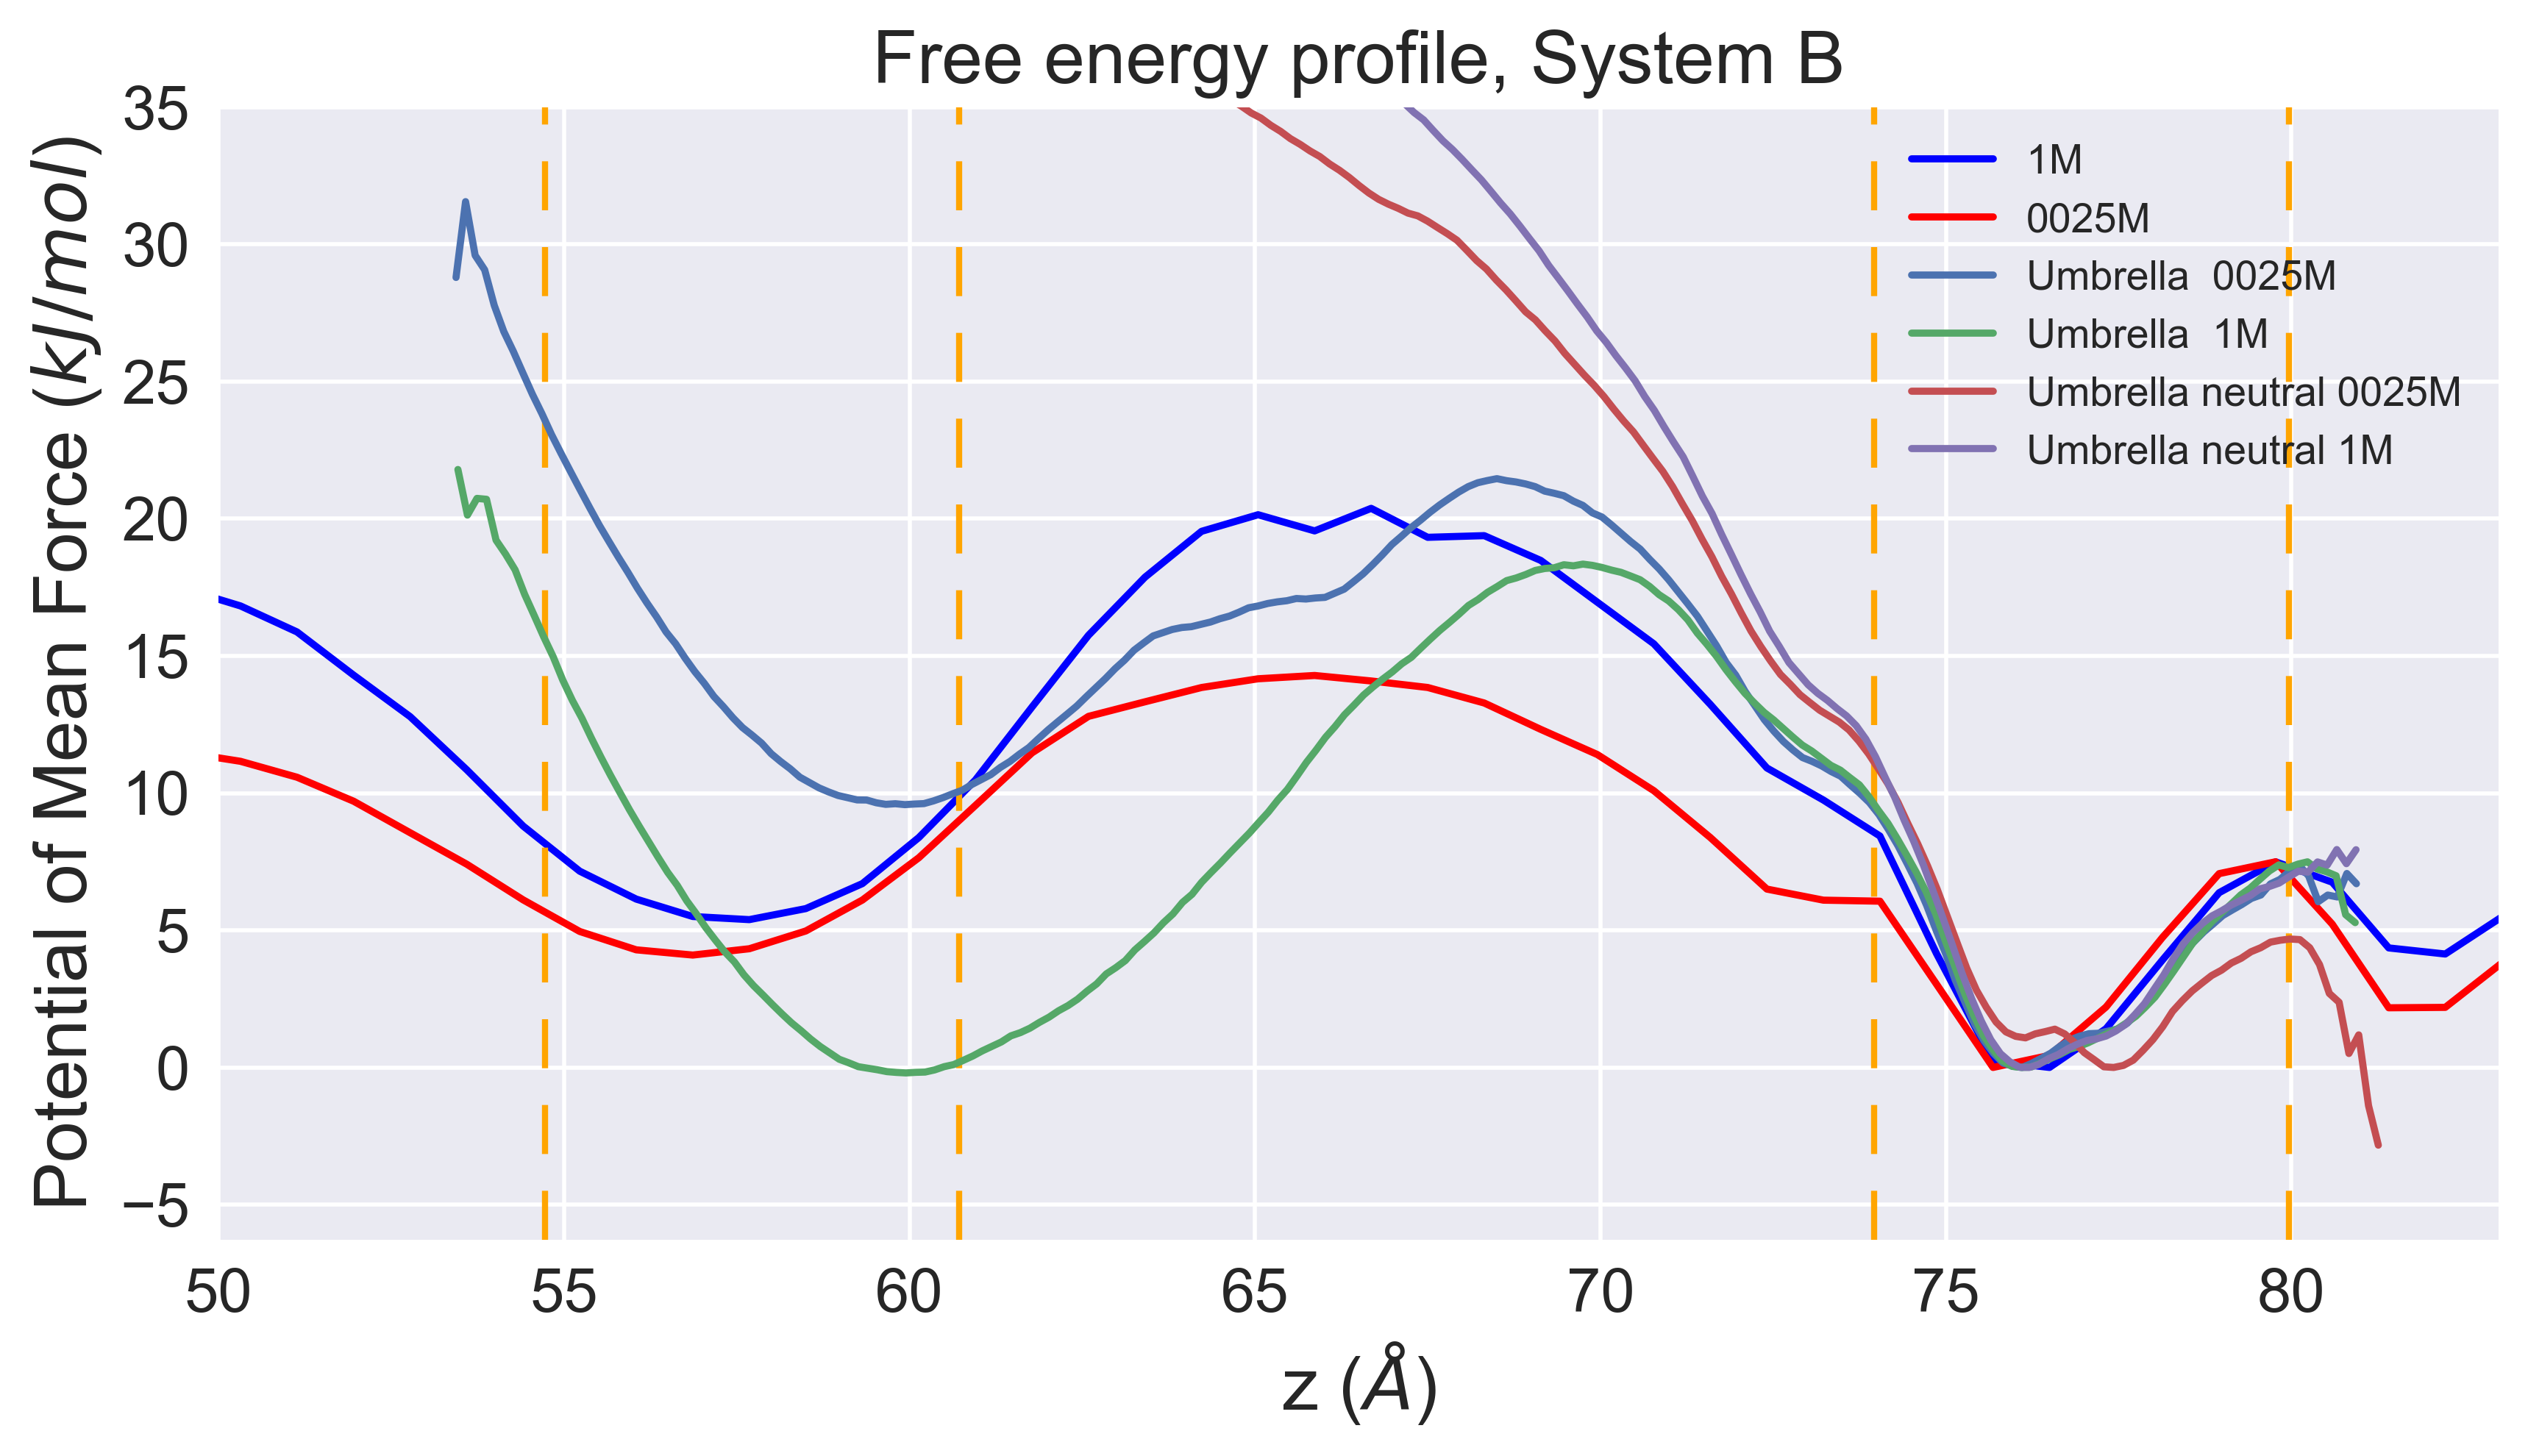 Free energy profile, System B
Potential of Mean Force (kJ/mol)
35
30
25
20
15
10
5
0
−5
1M
0025M
Umbrella  0025M
Umbrella  1M
Umbrella neutral 0025M
Umbrella neutral 1M
50 55 60 65 70 75 80
z (Å)